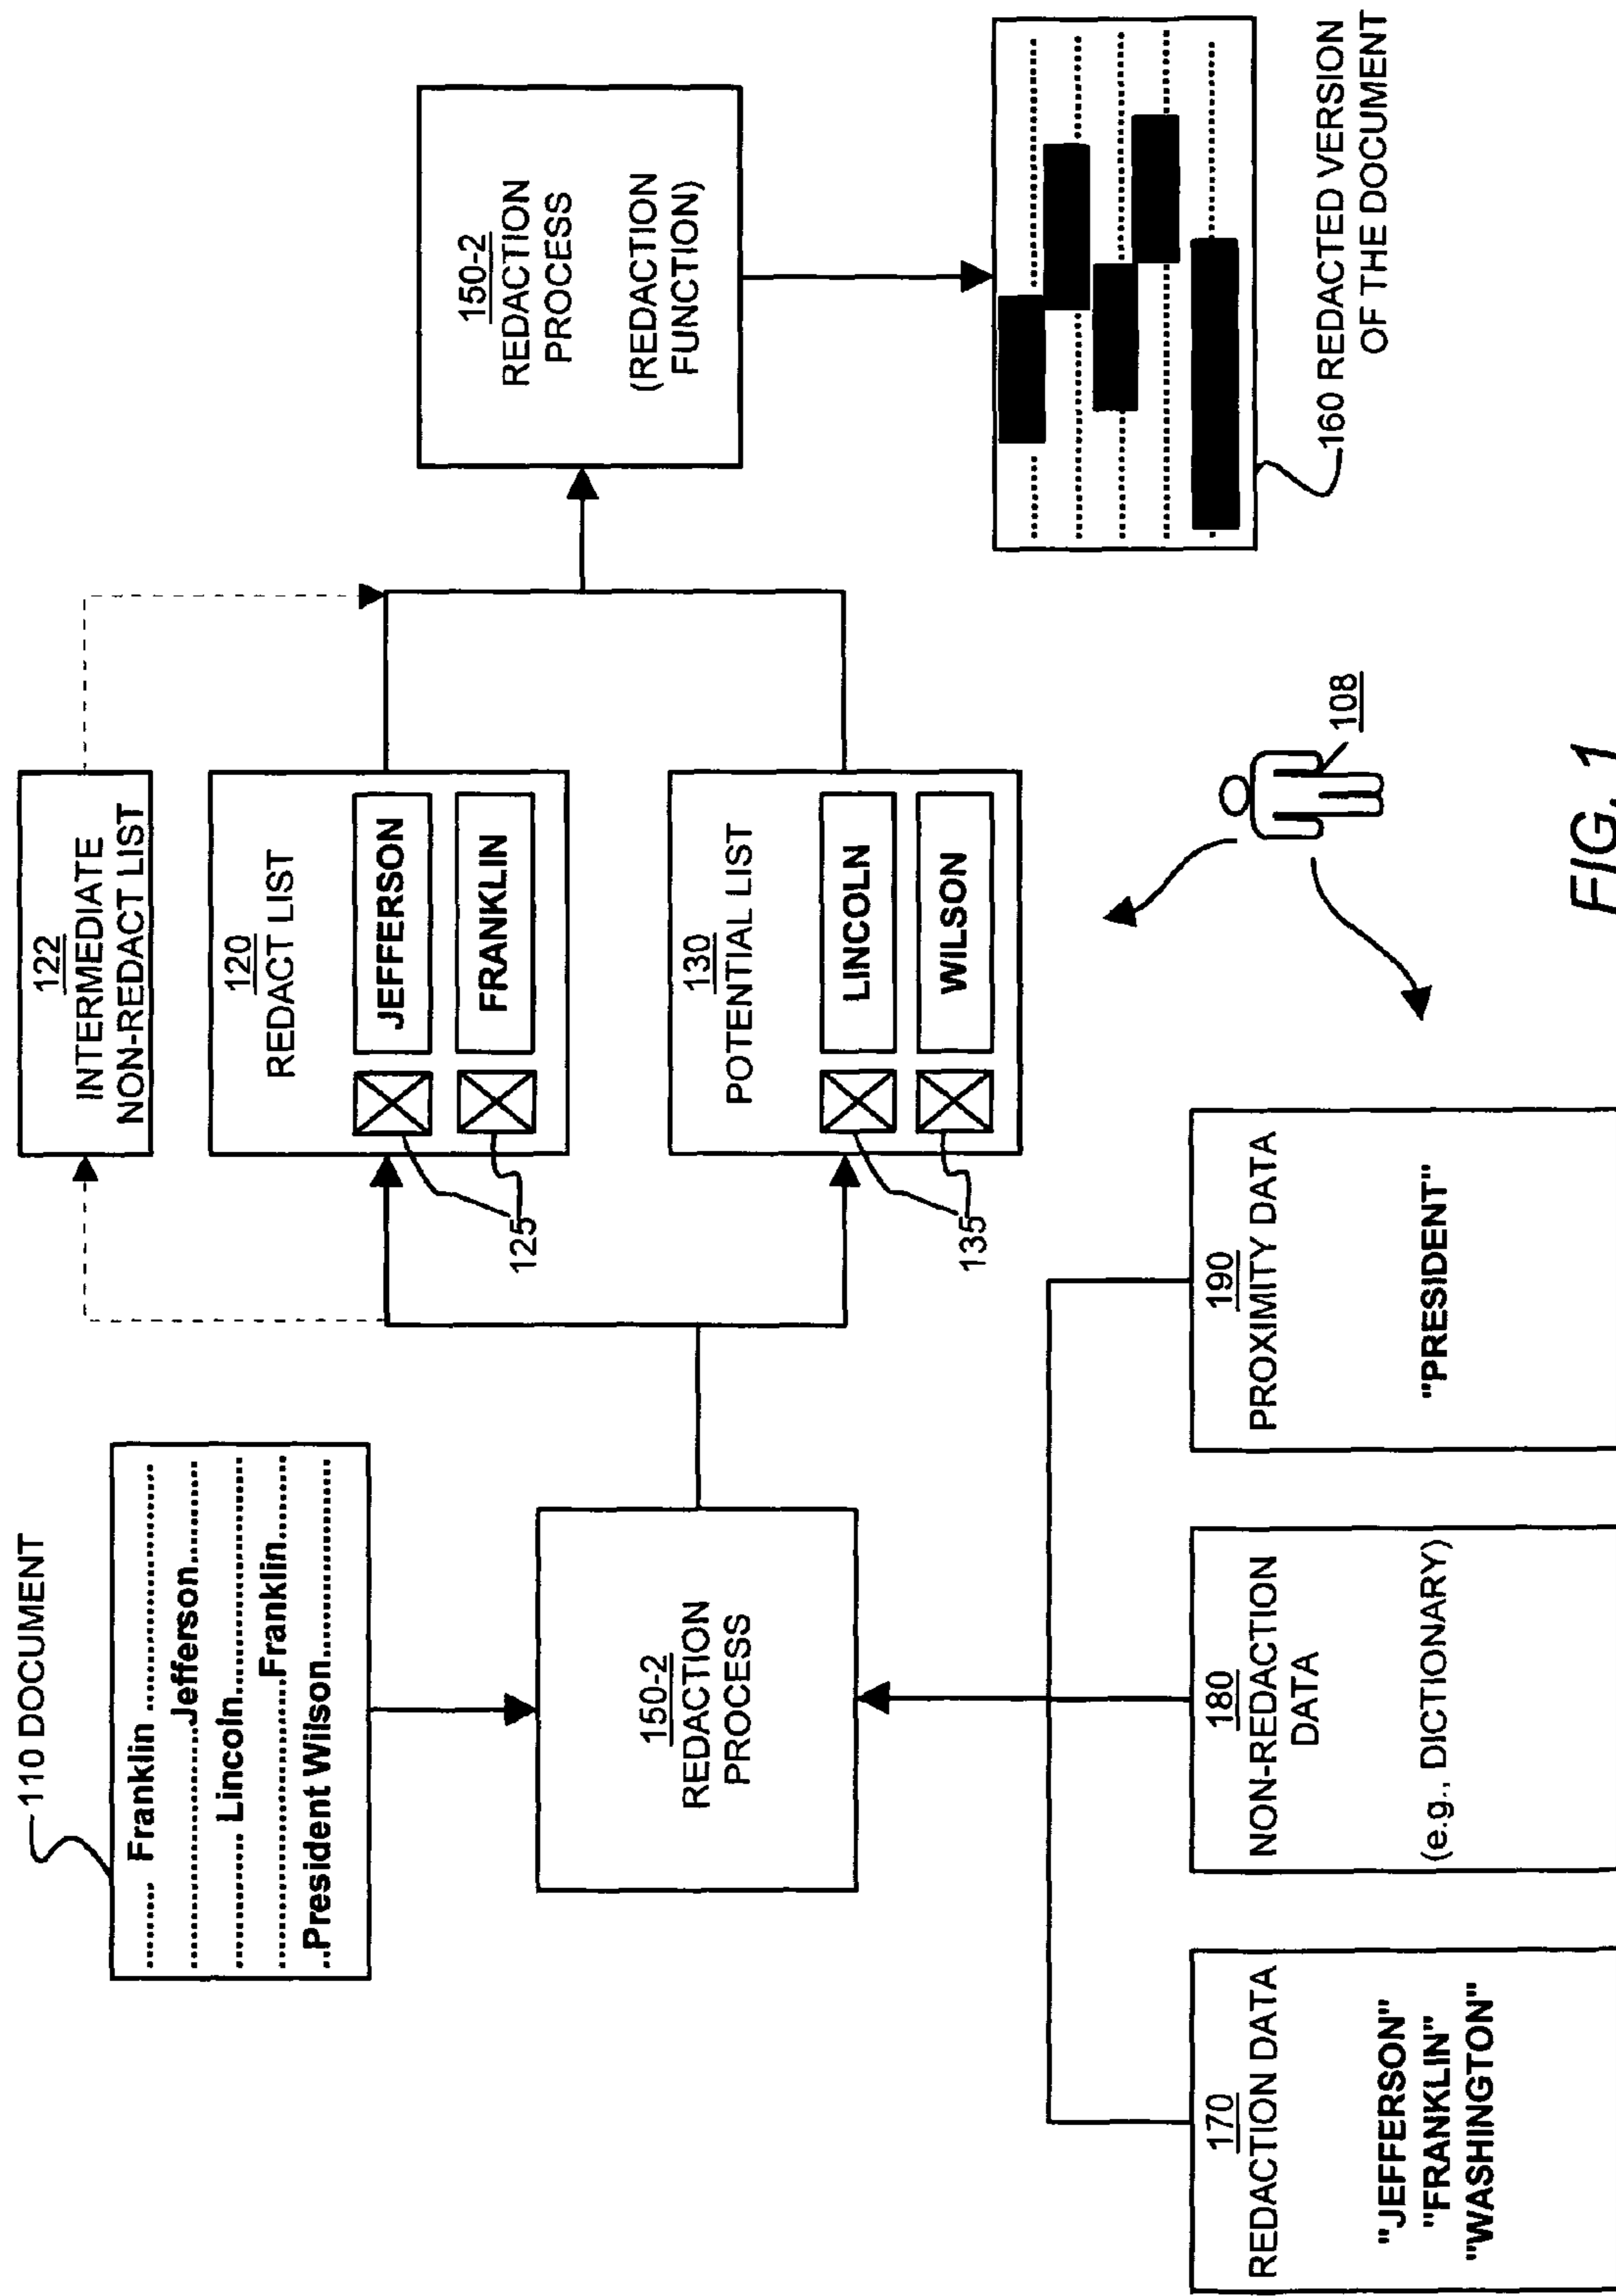 110 DOCUMENT
......... Franklin ..............................
............................Jefferson............
............. Lincoln............................
................................Franklin.........
..President Wilson.......................
150-2
REDACTION
PROCESS
170
REDACTION DATA
"JEFFERSON"
"FRANKLIN"
"WASHINGTON"
180
NON-REDACTION
DATA
(e.g., DICTIONARY)
190
PROXIMITY DATA
"PRESIDENT"
122
INTERMEDIATE
NON-REDACT LIST
120
REDACT LIST
JEFFERSON
FRANKLIN
125
130
POTENTIAL LIST
LINCOLN
WILSON
135
108
150-2
REDACTION
PROCESS
(REDACTION
FUNCTION)
160 REDACTED VERSION
OF THE DOCUMENT
FIG. 1